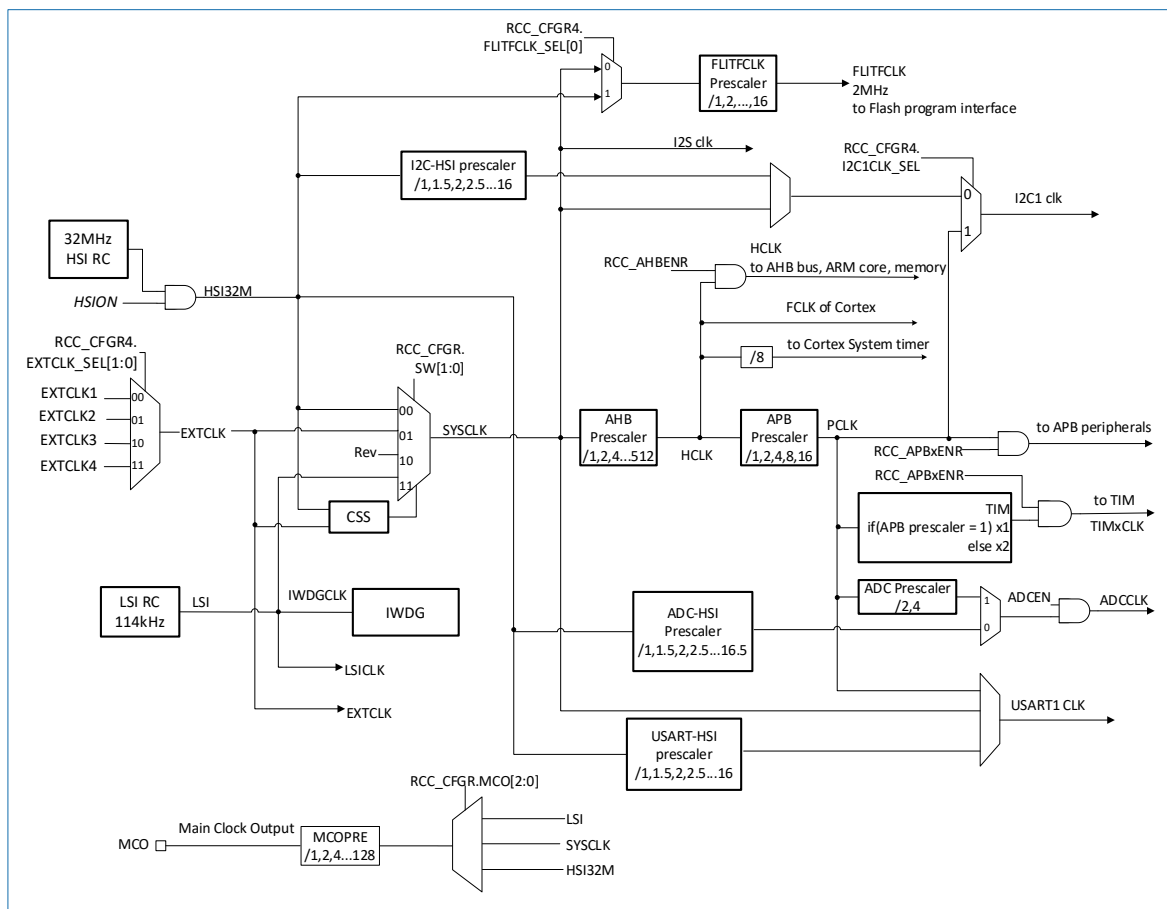 RCC_CFGR4.
FLITFCLK_SEL[0]
0
1
FLITFCLK
Prescaler
/1,2,...,16
FLITFCLK
2MHz
to Flash program interface
I2S clk
RCC_CFGR4.
I2C1CLK_SEL
I2C-HSI prescaler
/1,1.5,2,2.5...16
0
1
I2C1 clk
32MHz
HSI RC
HSION
HSI32M
RCC_AHBENR
HCLK
to AHB bus, ARM core, memory
FCLK of Cortex
/8
to Cortex System timer
RCC_CFGR4.
EXTCLK_SEL[1:0]
EXTCLK1
EXTCLK2
EXTCLK3
EXTCLK4
00
01
10
11
EXTCLK
RCC_CFGR.
SW[1:0]
00
01
Rev
10
11
SYSCLK
CSS
AHB
Prescaler
/1,2,4...512
HCLK
APB
Prescaler
/1,2,4,8,16
PCLK
to APB peripherals
RCC_APBxENR
RCC_APBxENR
TIM
if(APB prescaler = 1) x1
else x2
to TIM
TIMxCLK
LSI RC
114kHz
LSI
IWDGCLK
IWDG
LSICLK
EXTCLK
ADC Prescaler
/2,4
1
0
ADCEN
ADCCLK
ADC-HSI
Prescaler
/1,1.5,2,2.5...16.5
USART1 CLK
USART-HSI
prescaler
/1,1.5,2,2.5...16
RCC_CFGR.MCO[2:0]
MCO
Main Clock Output
MCOPRE
/1,2,4...128
LSI
SYSCLK
HSI32M